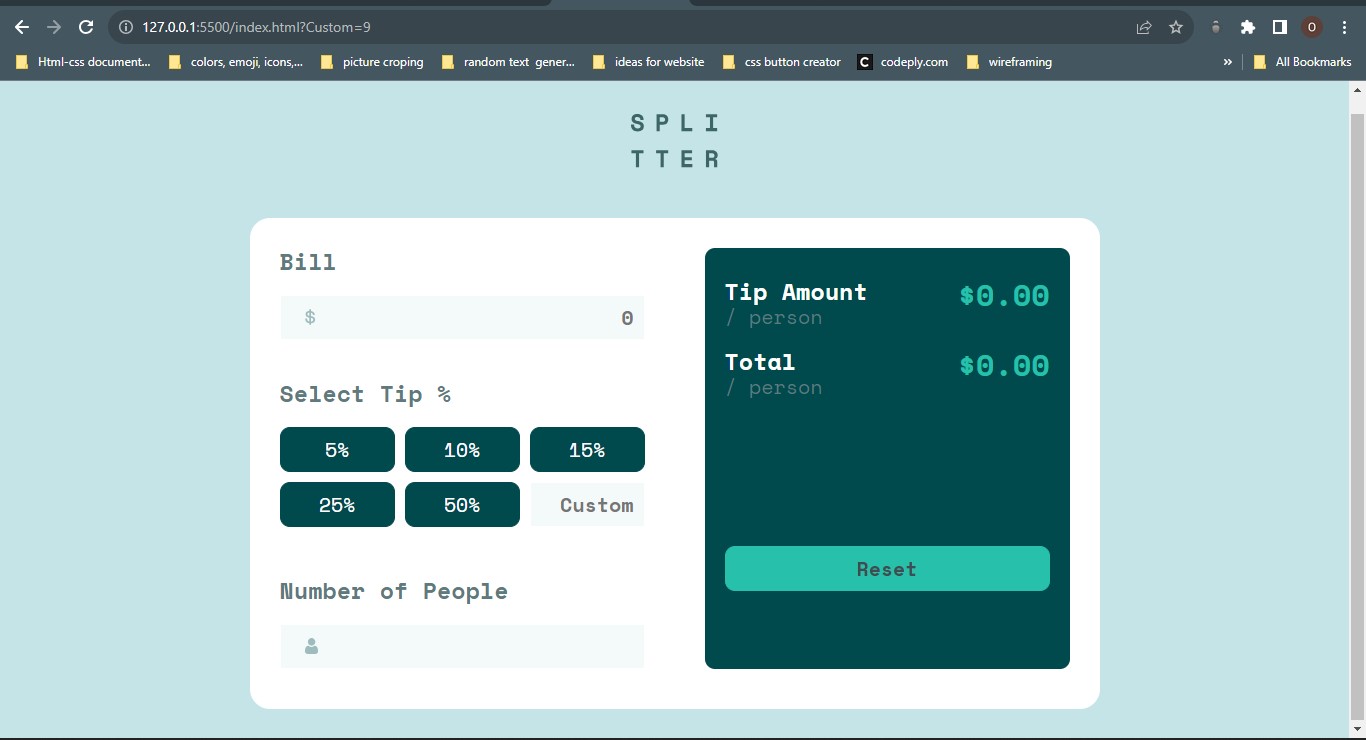 127.0.0.1:5500/index.html?Custom=9
O
Html-css document...
colors, emoji, icons,...
picture croping
random text gener...
ideas for website
css button creator
C codeply.com
wireframing
» All Bookmarks
SPLI
TTER
Bill
$ 0
Select Tip %
5% 10% 15%
25% 50% Custom
Number of People
Tip Amount $0.00
/ person
Total $0.00
/ person
Reset